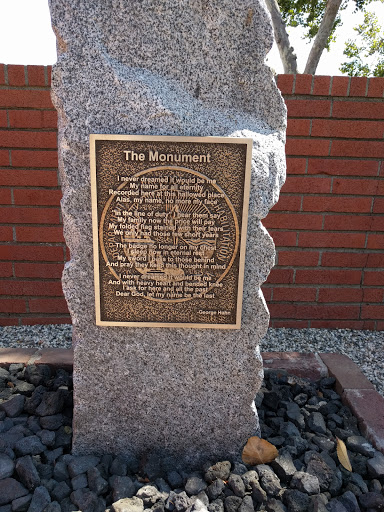 The Monument
I never dreamed it would be me
My name for all eternity
Recorded here at this hallowed place
Alas, my name, no more my face
"In the line of duty" I hear them say
My family now the price will pay
My folded flag stained with their tears
We only had those few short years
The badge no longer on my chest
I sleep now in eternal rest
My sword I pass to those behind
And pray they keep this thought in mind
I never dreamed it would be me
And with heavy heart and bended knee
I ask for here and all the past
Dear God, let my name be the last
-George Hahn